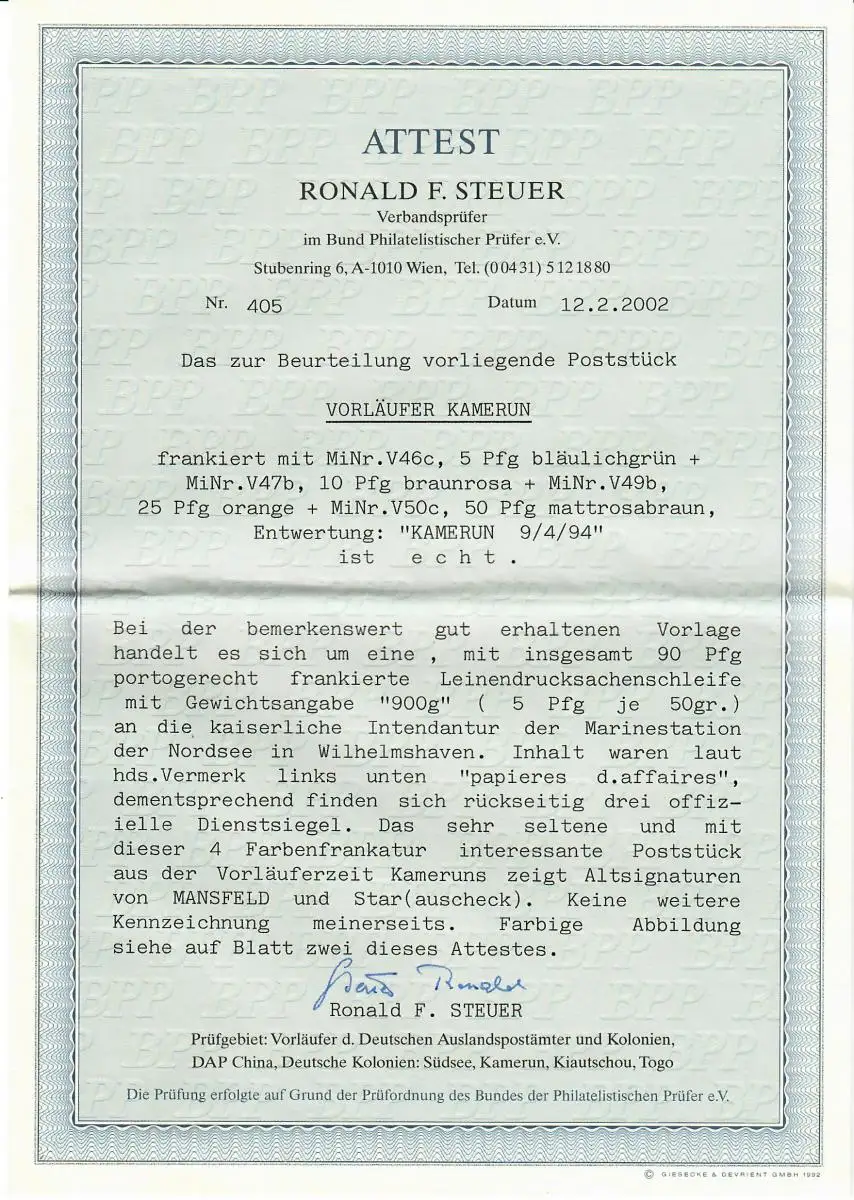 ATTEST
RONALD F. STEUER
Verbandsprüfer
im Bund Philatelistischer Prüfer e.V.
Stubenring 6, A-1010 Wien, Tel. (00431) 5121880
Nr. 405 Datum 12.2.2002
Das zur Beurteilung vorliegende Poststück
VORLÄUFER KAMERUN
frankiert mit MiNr.V46c, 5 Pfg bläulichgrün +
MiNr.V47b, 10 Pfg braunrosa + MiNr.V49b,
25 Pfg orange + MiNr.V50c, 50 Pfg mattrosabraun,
Entwertung: "KAMERUN 9/4/94"
ist e c h t .
Bei der bemerkenswert gut erhaltenen Vorlage
handelt es sich um eine , mit insgesamt 90 Pfg
portogerecht frankierte Leinendrucksachenschleife
mit Gewichtsangabe "900g" ( 5 Pfg je 50gr.)
an die kaiserliche Intendantur der Marinestation
der Nordsee in Wilhelmshaven. Inhalt waren laut
hds.Vermerk links unten "papieres d.affaires",
dementsprechend finden sich rückseitig drei offiz-
ielle Dienstsiegel. Das sehr seltene und mit
dieser 4 Farbenfrankatur interessante Poststück
aus der Vorläuferzeit Kameruns zeigt Altsignaturen
von MANSFELD und Star(auscheck). Keine weitere
Kennzeichnung meinerseits. Farbige Abbildung
siehe auf Blatt zwei dieses Attestes.
Ronald F. STEUER
Prüfgebiet: Vorläufer d. Deutschen Auslandspostämter und Kolonien,
DAP China, Deutsche Kolonien: Südsee, Kamerun, Kiautschou, Togo
Die Prüfung erfolgte auf Grund der Prüfordnung des Bundes der Philatelistischen Prüfer e.V.
© GIESECKE & DEVRIENT GMBH 1992